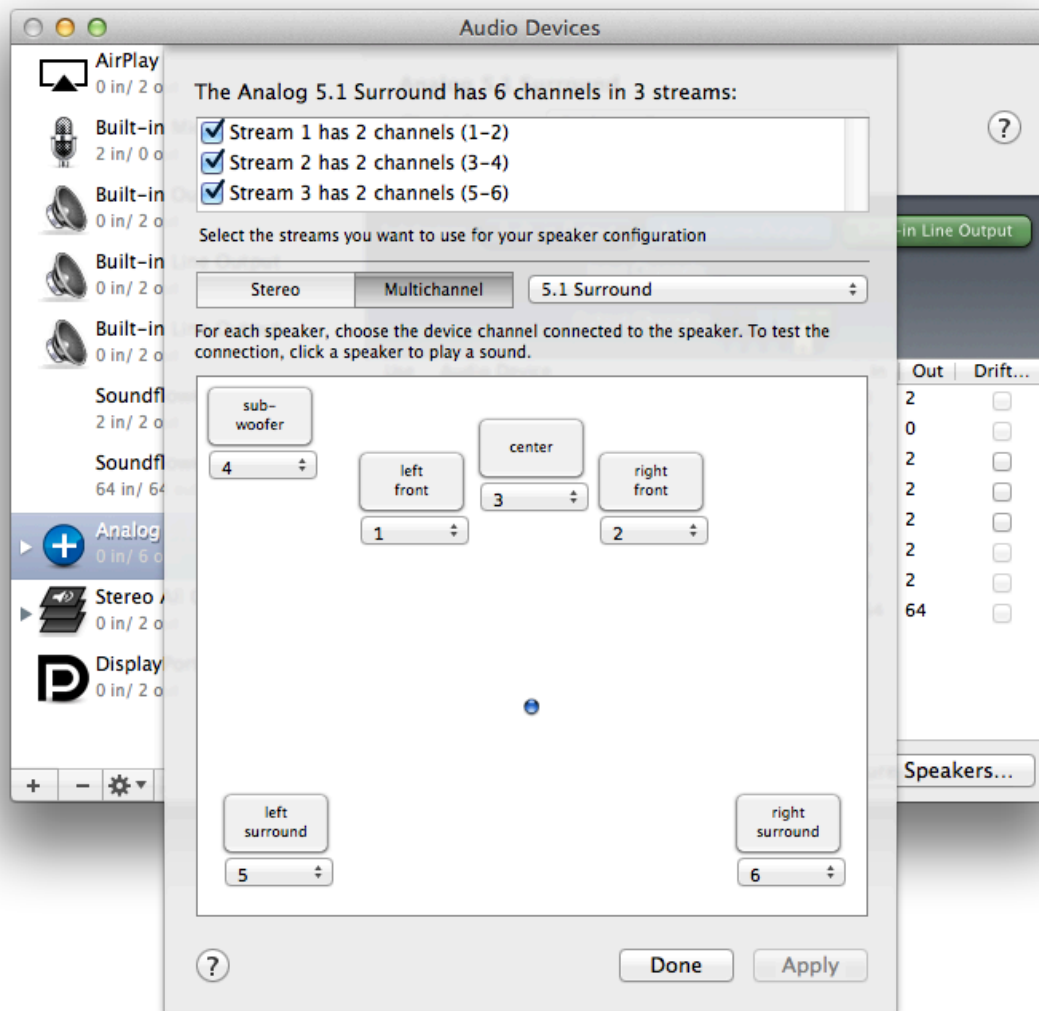 Audio Devices
AirPlay
0 in/ 2 o
Built-in
2 in/ 0 o
Built-in
0 in/ 2 o
Built-in Line Output
0 in/ 2 o
Built-in
0 in/ 2 o
Soundfl
2 in/ 2 o
Soundfl
64 in/ 64
Analog
0 in/ 6 o
Stereo A
0 in/ 2 o
DisplayPort
0 in/ 2 o
+ −
The Analog 5.1 Surround has 6 channels in 3 streams:
Stream 1 has 2 channels (1-2)
Stream 2 has 2 channels (3-4)
Stream 3 has 2 channels (5-6)
Select the streams you want to use for your speaker configuration
Stereo Multichannel 5.1 Surround
For each speaker, choose the device channel connected to the speaker. To test the
connection, click a speaker to play a sound.
sub-
woofer
4
left
front
1
center
3
right
front
2
left
surround
5
right
surround
6
? Done Apply
?
-in Line Output
Out Drift...
2
0
2
2
2
2
2
64
Speakers...